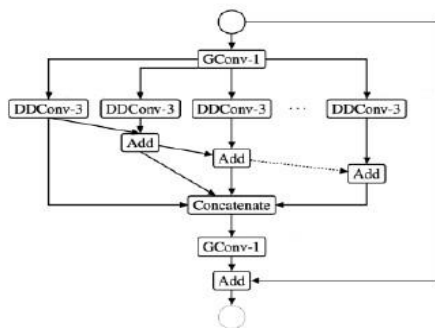 GConv-1
DDConv-3 DDConv-3 DDConv-3 ... DDConv-3
Add
Add
Add
Concatenate
GConv-1
Add